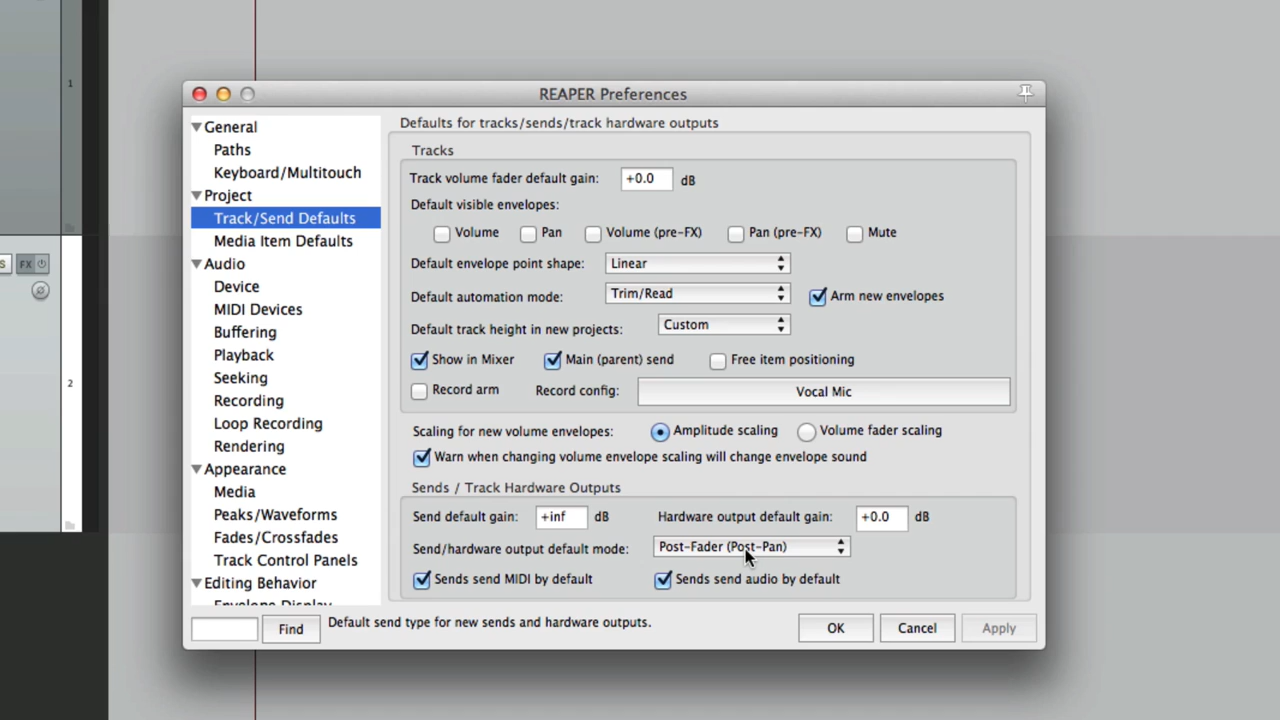 REAPER Preferences
General
Paths
Keyboard/Multitouch
Project
Track/Send Defaults
Media Item Defaults
Audio
Device
MIDI Devices
Buffering
Playback
Seeking
Recording
Loop Recording
Rendering
Appearance
Media
Peaks/Waveforms
Fades/Crossfades
Track Control Panels
Editing Behavior
Envelope Display
Find
Defaults for tracks/sends/track hardware outputs
Tracks
Track volume fader default gain: +0.0 dB
Default visible envelopes:
Volume Pan Volume (pre-FX) Pan (pre-FX) Mute
Default envelope point shape: Linear
Default automation mode: Trim/Read Arm new envelopes
Default track height in new projects: Custom
Show in Mixer Main (parent) send Free item positioning
Record arm Record config: Vocal Mic
Scaling for new volume envelopes: Amplitude scaling Volume fader scaling
Warn when changing volume envelope scaling will change envelope sound
Sends / Track Hardware Outputs
Send default gain: +inf dB Hardware output default gain: +0.0 dB
Send/hardware output default mode: Post-Fader (Post-Pan)
Sends send MIDI by default Sends send audio by default
Default send type for new sends and hardware outputs.
OK Cancel Apply
1
S FX
2